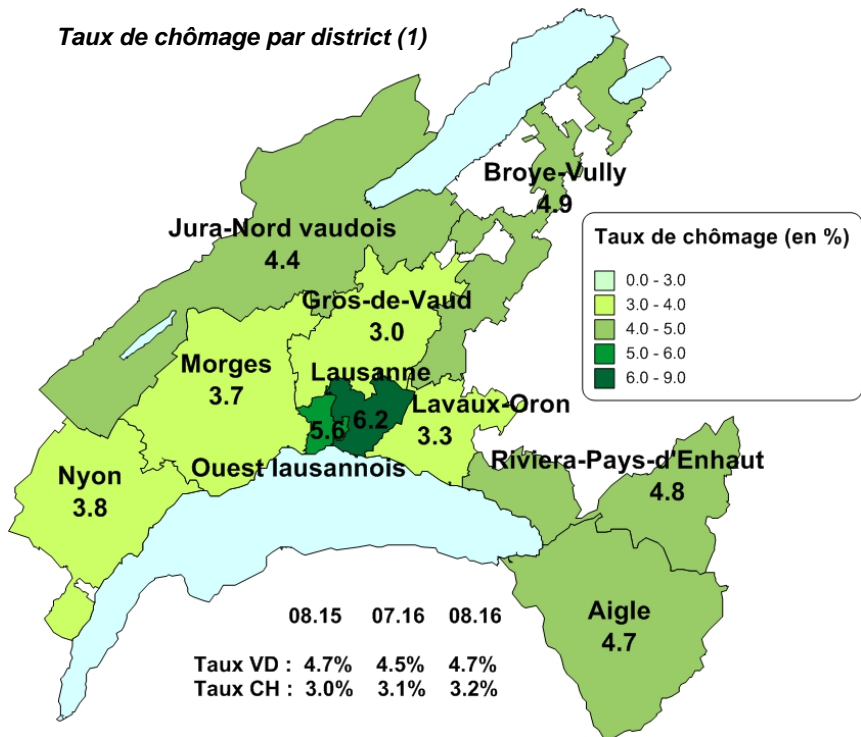 Taux de chômage par district (1)
Broye-Vully
4.9
Jura-Nord vaudois
4.4
Taux de chômage (en %)
0.0 - 3.0
3.0 - 4.0
4.0 - 5.0
5.0 - 6.0
6.0 - 9.0
Gros-de-Vaud
3.0
Morges
3.7
Lausanne
6.2
5.6
Lavaux-Oron
3.3
Ouest lausannois
Riviera-Pays-d'Enhaut
4.8
Nyon
3.8
Aigle
4.7
08.15 07.16 08.16
Taux VD : 4.7% 4.5% 4.7%
Taux CH : 3.0% 3.1% 3.2%